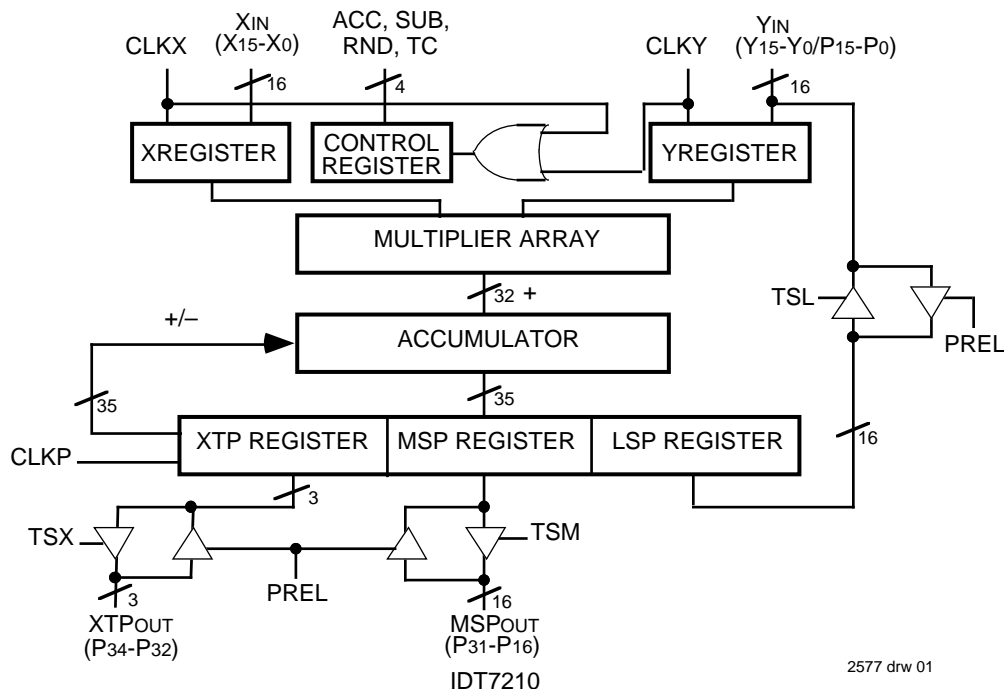 CLKX
XIN
(X15-X0)
ACC, SUB,
RND, TC
CLKY
YIN
(Y15-Y0/P15-P0)
16
4
16
XREGISTER
CONTROL
REGISTER
YREGISTER
MULTIPLIER ARRAY
32 +
TSL
PREL
+/–
ACCUMULATOR
35
35
16
XTP REGISTER
MSP REGISTER
LSP REGISTER
CLKP
3
TSX
TSM
PREL
3
16
XTPOUT
(P34-P32)
MSPOUT
(P31-P16)
IDT7210
2577 drw 01